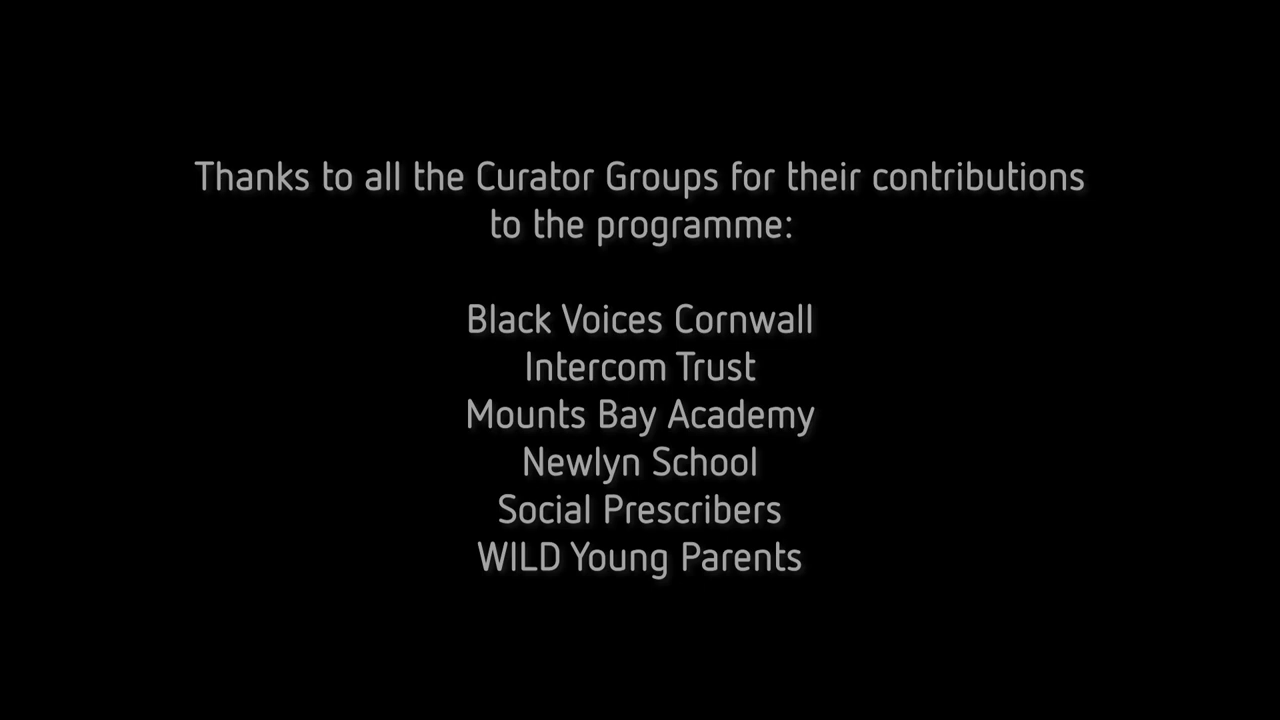 Thanks to all the Curator Groups for their contributions
to the programme:
Black Voices Cornwall
Intercom Trust
Mounts Bay Academy
Newlyn School
Social Prescribers
WILD Young Parents